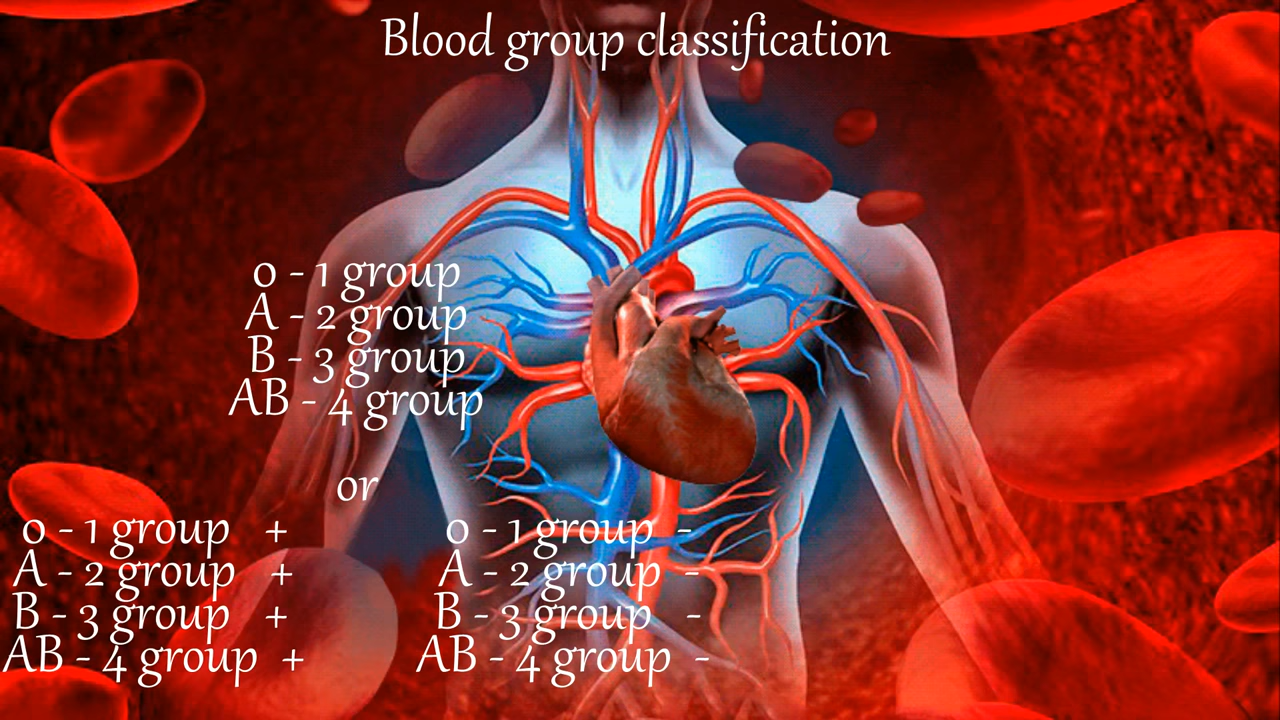 Blood group classification
0 - 1 group
A - 2 group
B - 3 group
AB - 4 group
or
0 - 1 group +
A - 2 group +
B - 3 group +
AB - 4 group +
0 - 1 group -
A - 2 group -
B - 3 group -
AB - 4 group -